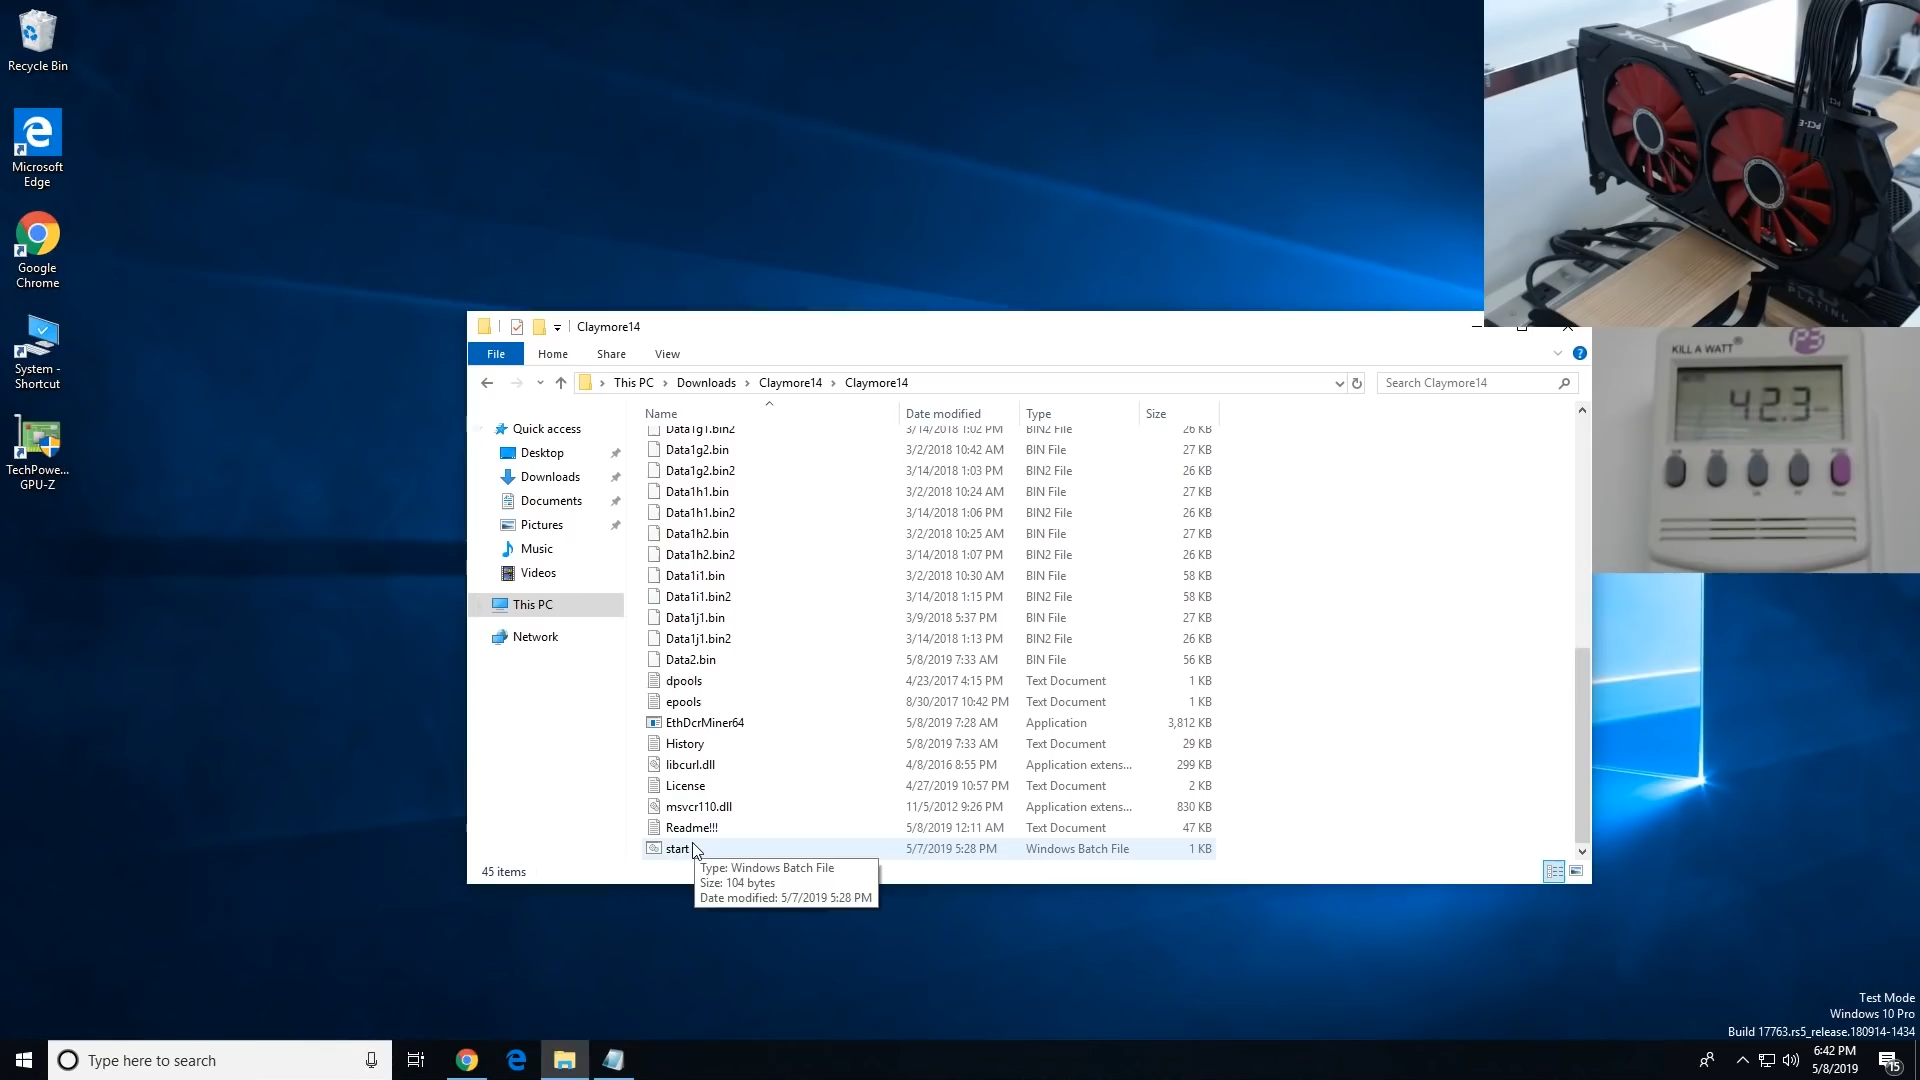 Recycle Bin
Microsoft
Edge
Google
Chrome
System -
Shortcut
TechPowe...
GPU-Z
XFX
PCI-E
PLATINU
KILL A WATT®
P3
42.3
Claymore14
File Home Share View
This PC > Downloads > Claymore14 > Claymore14
Search Claymore14
Name Date modified Type Size
Quick access
Desktop
Downloads
Documents
Pictures
Music
Videos
This PC
Network
Data1g1.bin2 3/14/2018 1:02 PM BIN2 File 26 KB
Data1g2.bin 3/2/2018 10:42 AM BIN File 27 KB
Data1g2.bin2 3/14/2018 1:03 PM BIN2 File 26 KB
Data1h1.bin 3/2/2018 10:24 AM BIN File 27 KB
Data1h1.bin2 3/14/2018 1:06 PM BIN2 File 26 KB
Data1h2.bin 3/2/2018 10:25 AM BIN File 27 KB
Data1h2.bin2 3/14/2018 1:07 PM BIN2 File 26 KB
Data1i1.bin 3/2/2018 10:30 AM BIN File 58 KB
Data1i1.bin2 3/14/2018 1:15 PM BIN2 File 58 KB
Data1j1.bin 3/9/2018 5:37 PM BIN File 27 KB
Data1j1.bin2 3/14/2018 1:13 PM BIN2 File 26 KB
Data2.bin 5/8/2019 7:33 AM BIN File 56 KB
dpools 4/23/2017 4:15 PM Text Document 1 KB
epools 8/30/2017 10:42 PM Text Document 1 KB
EthDcrMiner64 5/8/2019 7:28 AM Application 3,812 KB
History 5/8/2019 7:33 AM Text Document 29 KB
libcurl.dll 4/8/2016 8:55 PM Application extens... 299 KB
License 4/27/2019 10:57 PM Text Document 2 KB
msvcr110.dll 11/5/2012 9:26 PM Application extens... 830 KB
Readme!!! 5/8/2019 12:11 AM Text Document 47 KB
start 5/7/2019 5:28 PM Windows Batch File 1 KB
45 items
Type: Windows Batch File
Size: 104 bytes
Date modified: 5/7/2019 5:28 PM
Test Mode
Windows 10 Pro
Build 17763.rs5_release.180914-1434
Type here to search
6:42 PM
5/8/2019
15